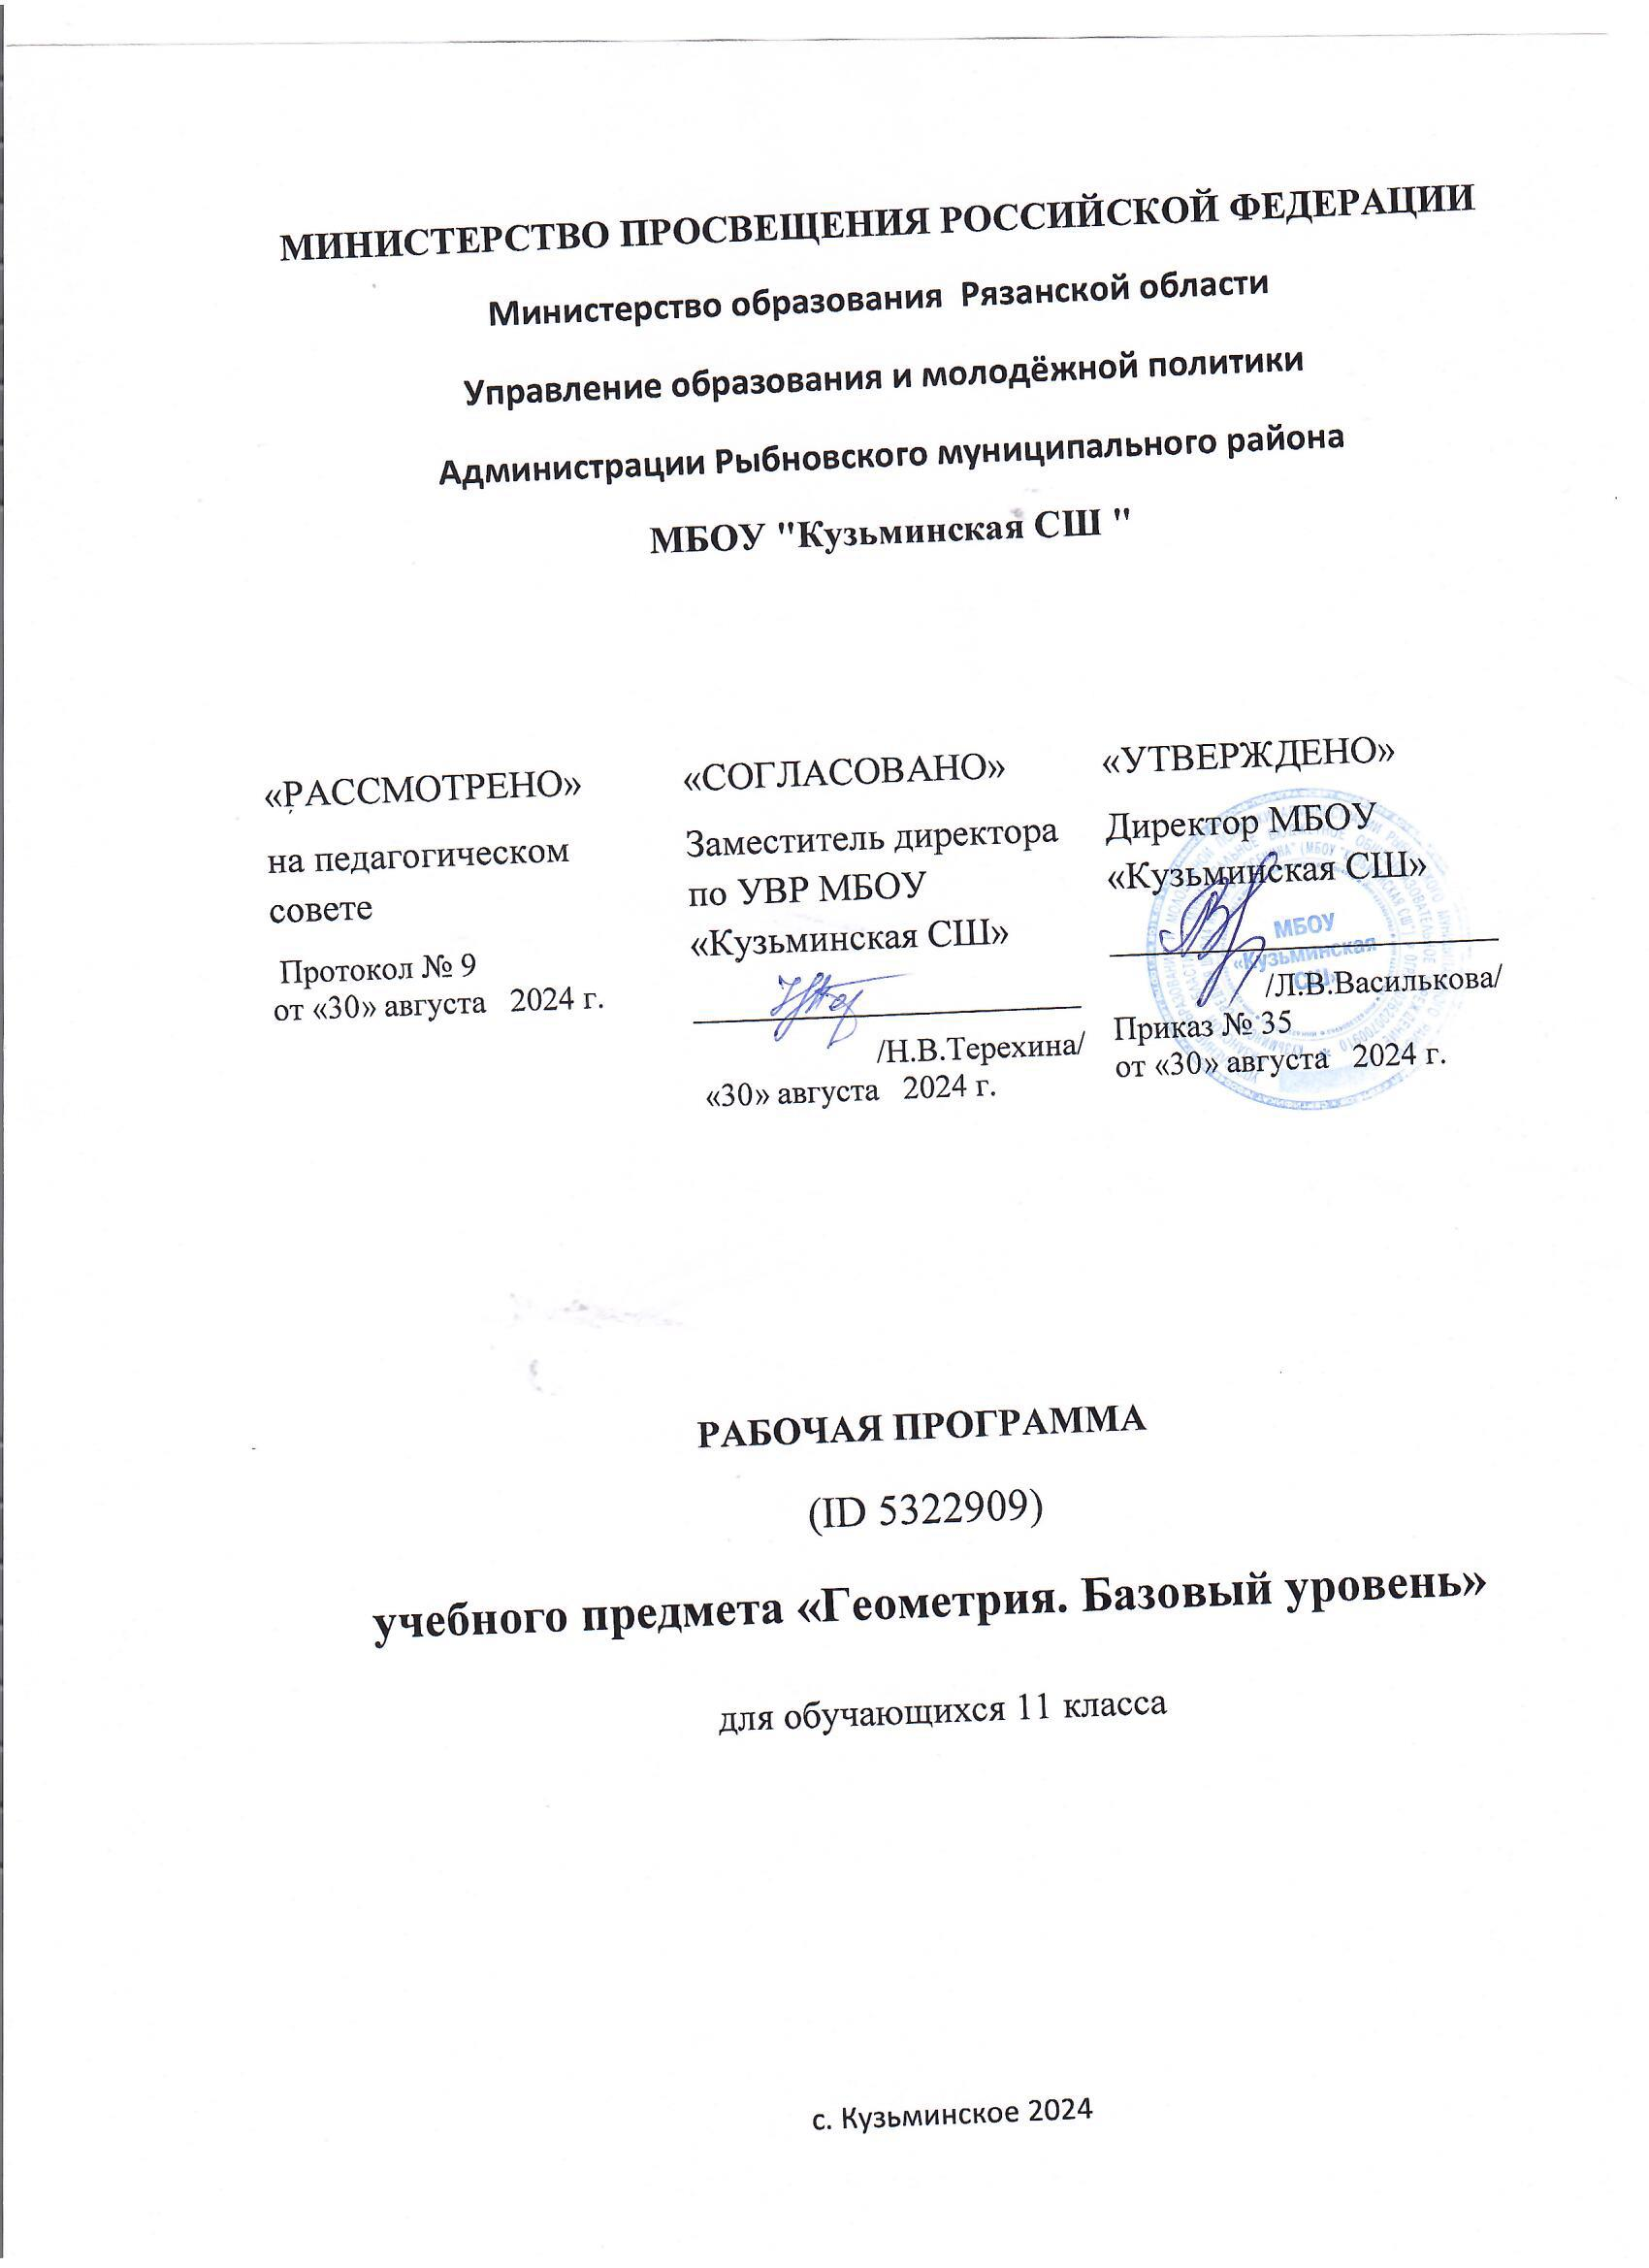 МИНИСТЕРСТВО ПРОСВЕЩЕНИЯ РОССИЙСКОЙ ФЕДЕРАЦИИ
Министерство образования Рязанской области
Управление образования и молодёжной политики
Администрации Рыбновского муниципального района
МБОУ "Кузьминская СШ "
«РАССМОТРЕНО»
на педагогическом
совете
Протокол № 9
от «30» августа 2024 г.
«СОГЛАСОВАНО»
Заместитель директора
по УВР МБОУ
«Кузьминская СШ»
/Н.В.Терехина/
«30» августа 2024 г.
«УТВЕРЖДЕНО»
Директор МБОУ
«Кузьминская СШ»
МБОУ
«Кузьминская
СШ»
/Л.В.Василькова/
Приказ № 35
от «30» августа 2024 г.
РАБОЧАЯ ПРОГРАММА
(ID 5322909)
учебного предмета «Геометрия. Базовый уровень»
для обучающихся 11 класса
с. Кузьминское 2024